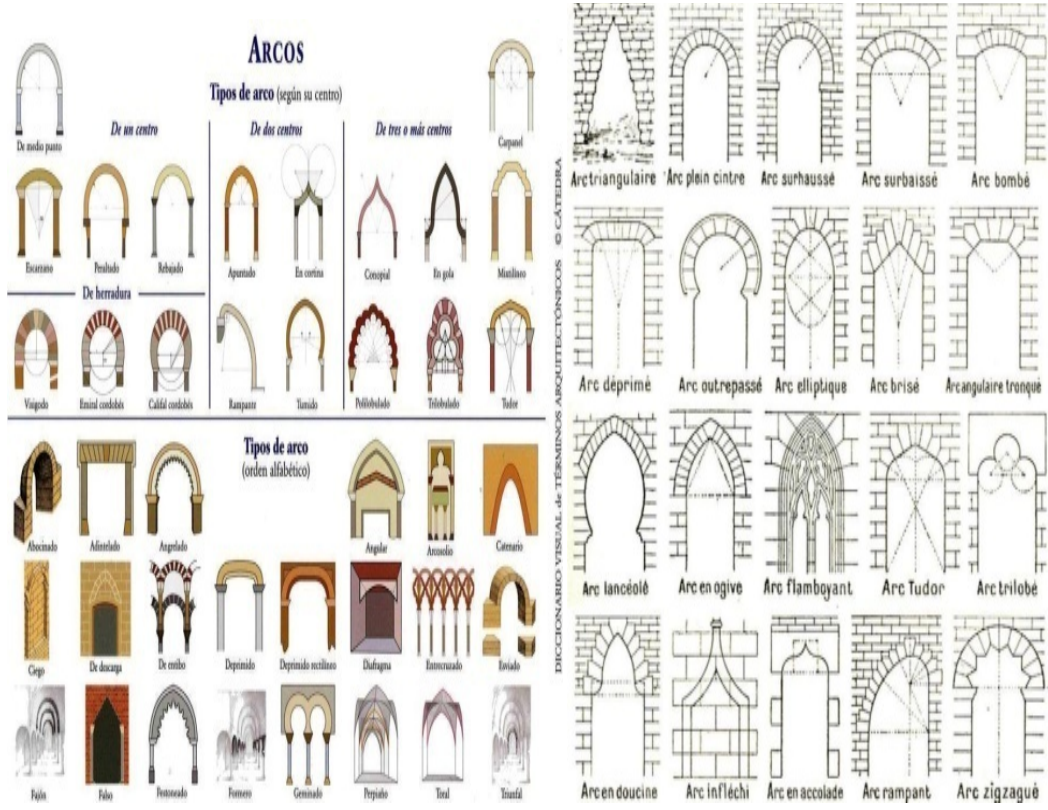 ARCOS
Tipos de arco (según su centro)
De medio punto
De un centro
De dos centros
De tres o más centros
Carpanel
Escarzano
Peraltado
Rebajado
Apuntado
En cortina
Conopial
En gola
Mixtilíneo
De herradura
Visigodo
Emiral cordobés
Califal cordobés
Rampante
Túmido
Polilobulado
Trilobulado
Tudor
Tipos de arco
(orden alfabético)
Abocinado
Adintelado
Angrelado
Angular
Arcosolio
Catenario
Ciego
De descarga
De entibo
Deprimido
Deprimido rectilíneo
Diafragma
Entrecruzado
Esviado
Fajón
Falso
Festoneado
Formero
Geminado
Perpiaño
Toral
Triunfal
DICCIONARIO VISUAL de TÉRMINOS ARQUITECTÓNICOS © CÁTEDRA
Arc triangulaire
Arc plein cintre
Arc surhaussé
Arc surbaissé
Arc bombé
Arc déprimé
Arc outrepassé
Arc elliptique
Arc brisé
Arc angulaire tronqué
Arc lancéolé
Arc en ogive
Arc flamboyant
Arc Tudor
Arc trilobé
Arc en doucine
Arc infléchi
Arc en accolade
Arc rampant
Arc zigzagué